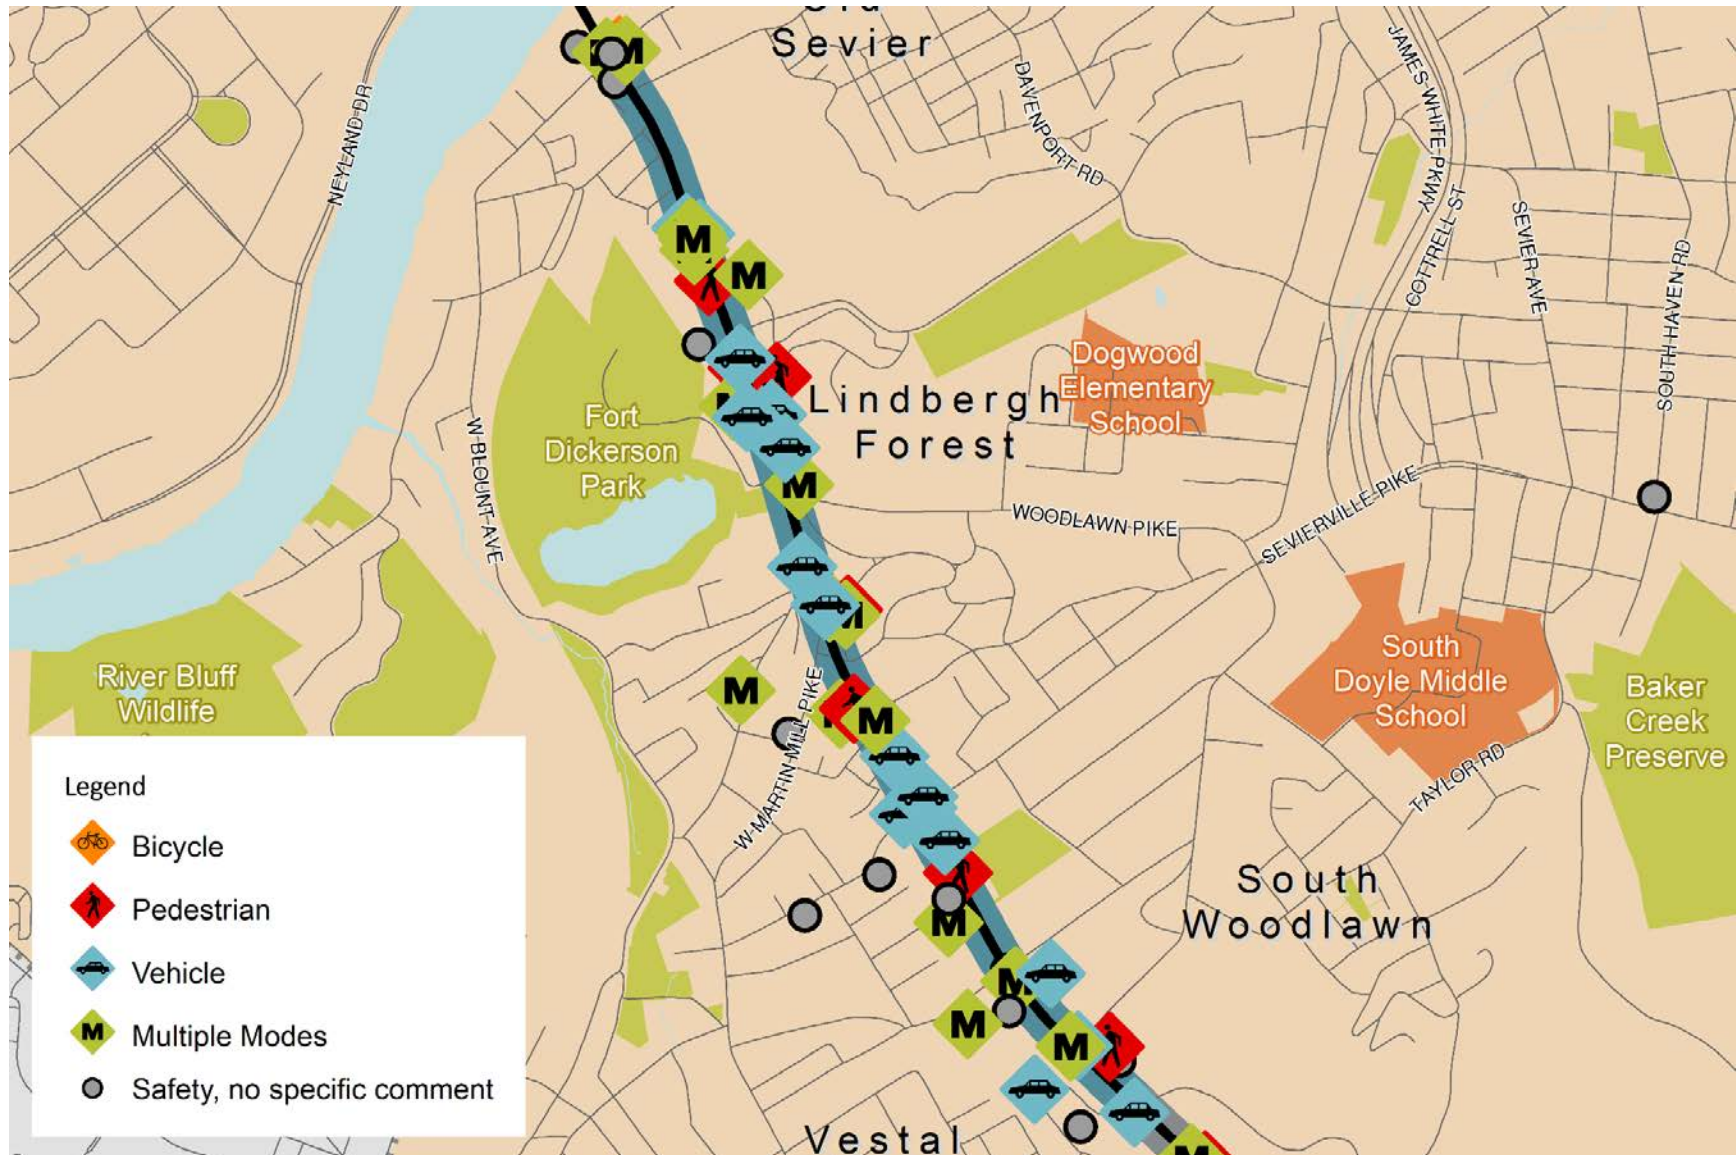 Old
Sevier
NEYLAND DR
DAVENPORT RD
JAMES WHITE PKWY
COTTRELL ST
SEVIER AVE
SOUTH HAVEN RD
M
M
M
Dogwood
Elementary
School
Lindbergh
Forest
Fort
Dickerson
Park
W BLOUNT AVE
M
WOODLAWN PIKE
SEVIERVILLE PIKE
M
River Bluff
Wildlife
M
W MARTIN MILL PIKE
M
South
Doyle Middle
School
Baker
Creek
Preserve
TAYLOR RD
South
Woodlawn
M
M
M
M
Vestal
M
Legend
Bicycle
Pedestrian
Vehicle
M Multiple Modes
Safety, no specific comment